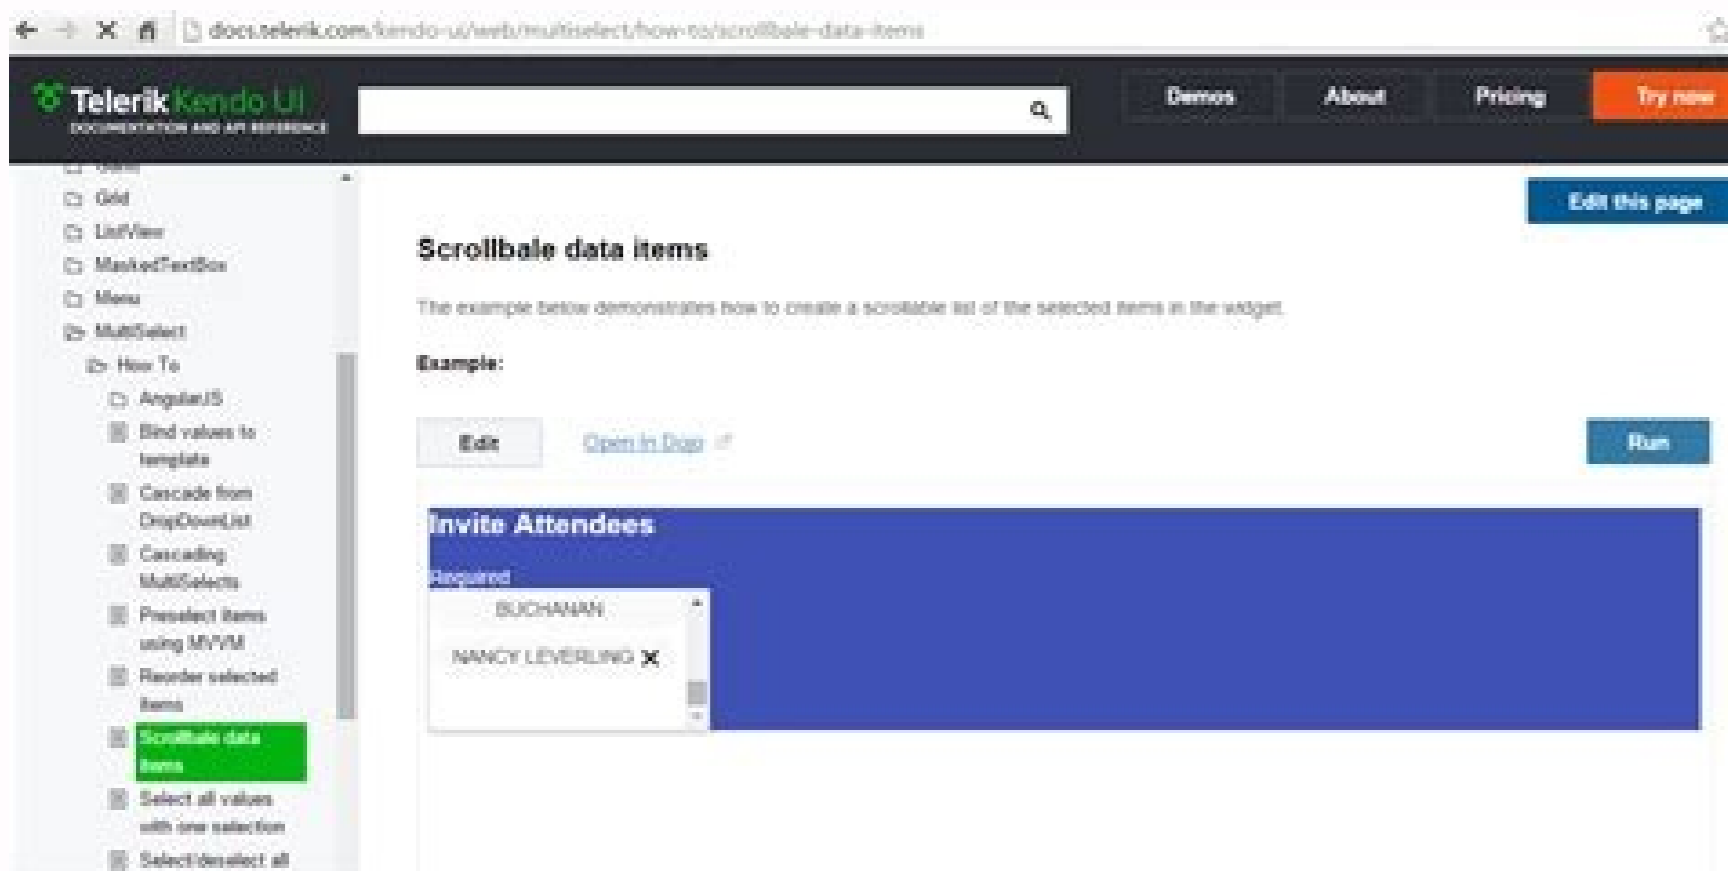 docs.telerik.com/kendo-ui/web/multiselect/how-to/scrollbale-data-items
Telerik Kendo UI
DOCUMENTATION AND API REFERENCE
Demos
About
Pricing
Try now
Grid
ListView
MaskedTextBox
Menu
MultiSelect
How To
AngularJS
Bind values to
template
Cascade from
DropDownList
Cascading
MultiSelects
Preselect items
using MVVM
Reorder selected
items
Scrollbale data
items
Select all values
with one selection
Select/deselect all
Edit this page
Scrollbale data items
The example below demonstrates how to create a scrollable list of the selected items in the widget.
Example:
Edit
Open In Dojo
Run
Invite Attendees
Required
BUCHANAN
NANCY LEVERLING